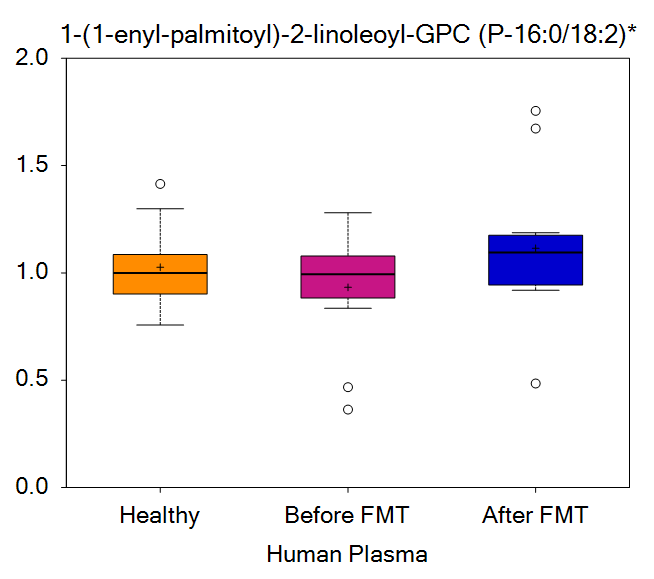 1-(1-enyl-palmitoyl)-2-linoleoyl-GPC (P-16:0/18:2)*
2.0
1.5
1.0
0.5
0.0
Healthy Before FMT After FMT
Human Plasma